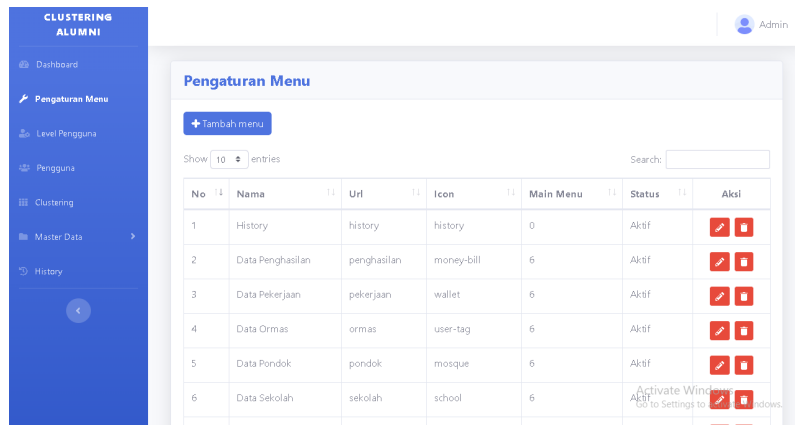 CLUSTERING
ALUMNI
Dashboard
Pengaturan Menu
Level Pengguna
Pengguna
Clustering
Master Data
History
Admin
Pengaturan Menu
Tambah menu
Show 10 entries
Search:
No Nama Url Icon Main Menu Status Aksi
1 History history history 0 Aktif
2 Data Penghasilan penghasilan money-bill 6 Aktif
3 Data Pekerjaan pekerjaan wallet 6 Aktif
4 Data Ormas ormas user-tag 6 Aktif
5 Data Pondok pondok mosque 6 Aktif
6 Data Sekolah sekolah school 6 Aktif
Activate Windows
Go to Settings to activate Windows.